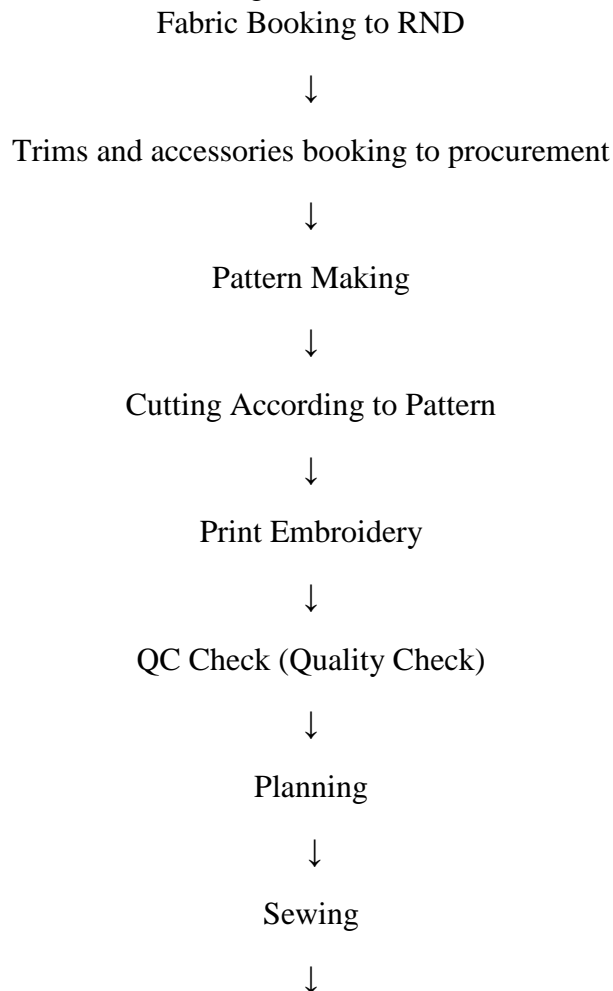 Fabric Booking to RND
↓
Trims and accessories booking to procurement
↓
Pattern Making
↓
Cutting According to Pattern
↓
Print Embroidery
↓
QC Check (Quality Check)
↓
Planning
↓
Sewing
↓